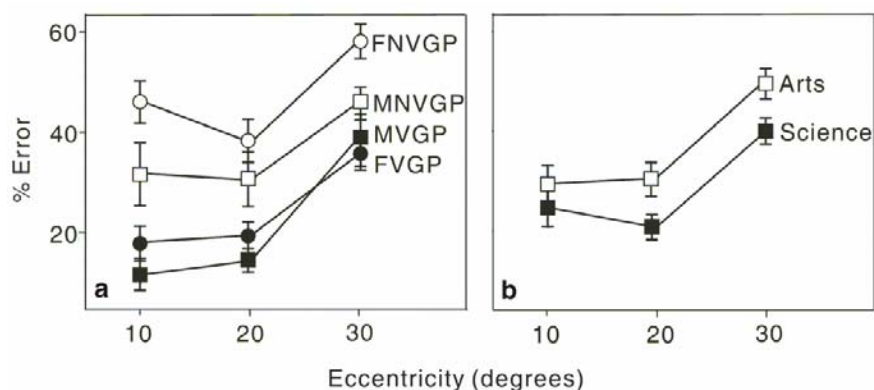 60
40
20
% Error
FNVGP
MNVGP
MVGP
FVGP
a
10 20 30
Arts
Science
b
10 20 30
Eccentricity (degrees)